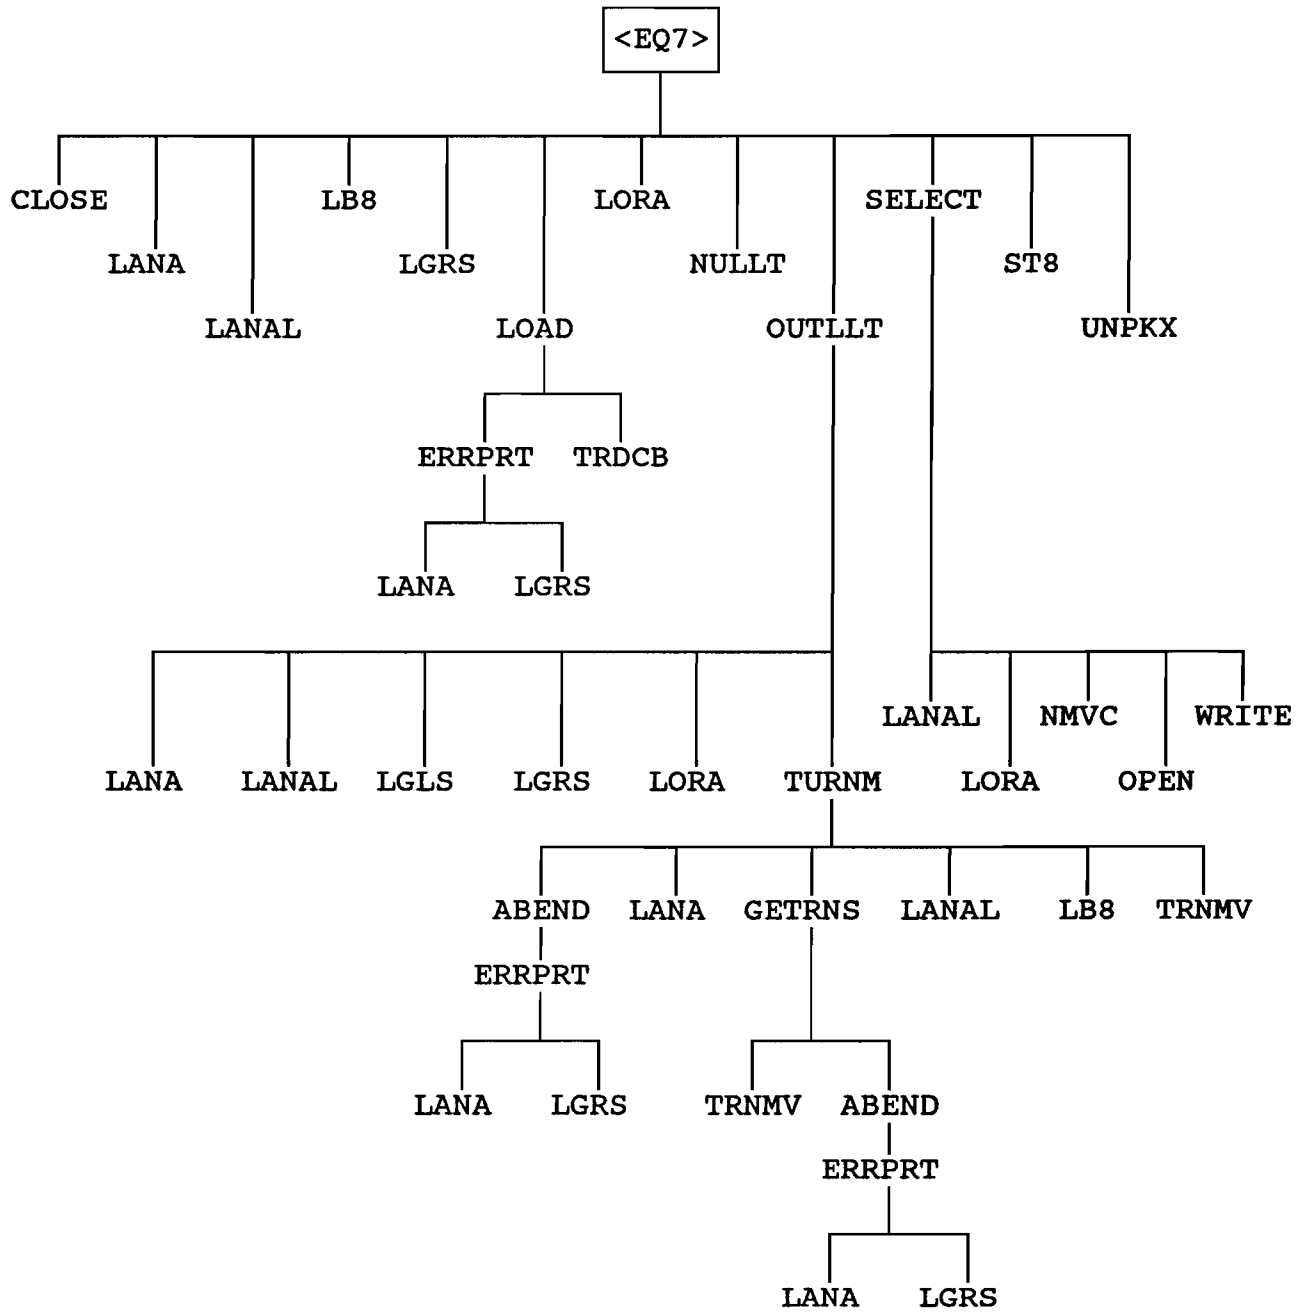 <EQ7>
CLOSE LB8 LORA SELECT
LANA LGRS NULLT ST8
LANAL LOAD OUTLLT UNPKX
ERRPRT TRDCB
LANA LGRS
LANAL NMVC WRITE
LANA LANAL LGLS LGRS LORA TURNM LORA OPEN
ABEND LANA GETRNS LANAL LB8 TRNMV
ERRPRT
LANA LGRS TRNMV ABEND
ERRPRT
LANA LGRS